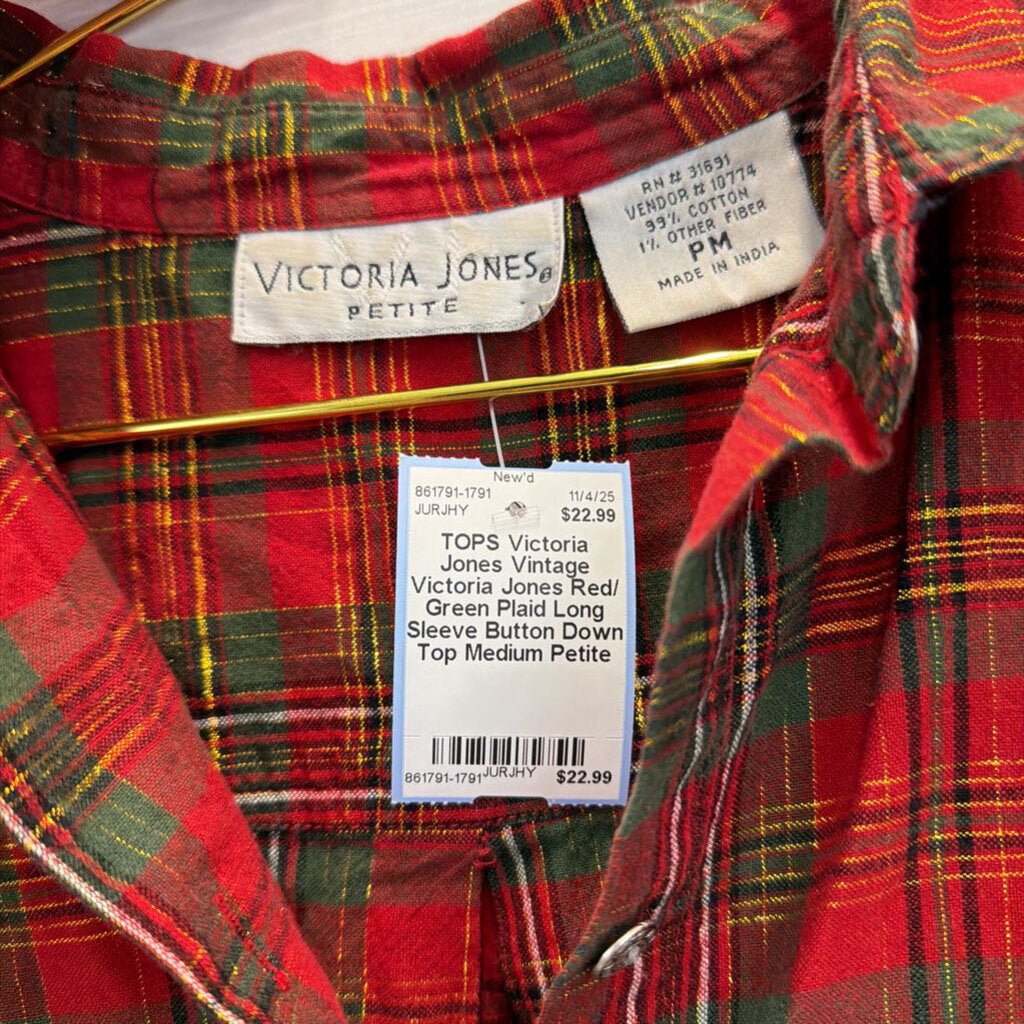 RN # 31691
VENDOR # 10774
99% COTTON
1% OTHER FIBER
PM
MADE IN INDIA
VICTORIA JONES®
PETITE
New'd
861791-1791 11/4/25
JURJHY $22.99
TOPS Victoria
Jones Vintage
Victoria Jones Red/
Green Plaid Long
Sleeve Button Down
Top Medium Petite
861791-1791 JURJHY $22.99